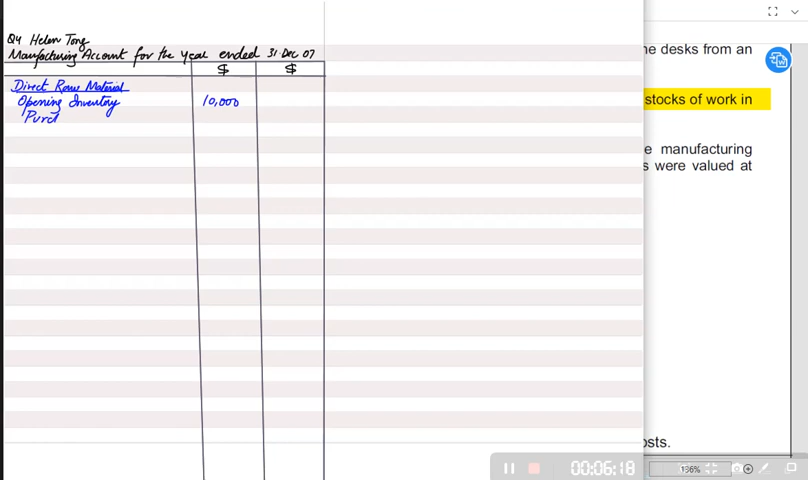 Q4 Helen Tong
Manufacturing Account for the year ended 31 Dec 07
$ $
Direct Raw Material
Opening Inventory 10,000
Purch
ne desks from an
stocks of work in
e manufacturing
s were valued at
osts.
00:06:18
136%